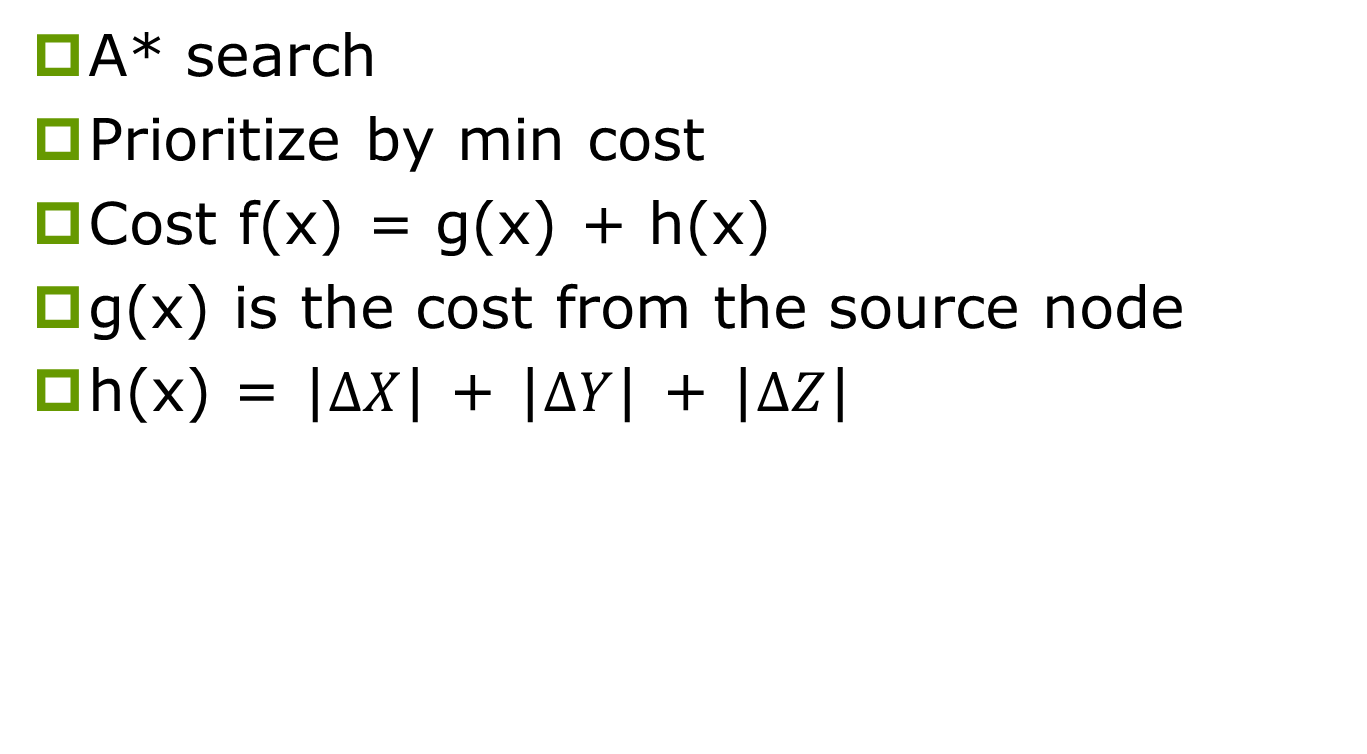 A* search
Prioritize by min cost
Cost f(x) = g(x) + h(x)
g(x) is the cost from the source node
h(x) = |ΔX| + |ΔY| + |ΔZ|